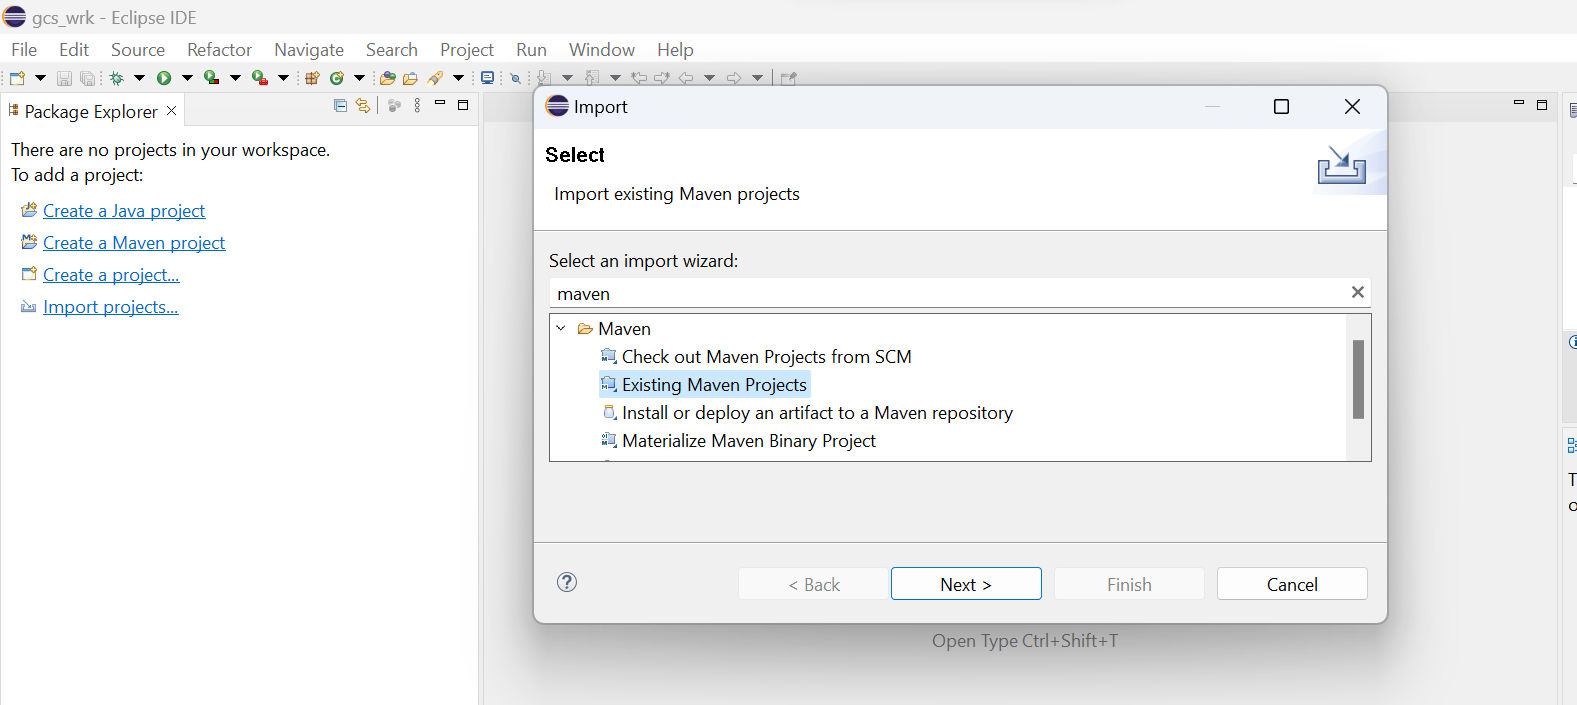 gcs_wrk - Eclipse IDE
File Edit Source Refactor Navigate Search Project Run Window Help
Package Explorer
There are no projects in your workspace.
To add a project:
Create a Java project
Create a Maven project
Create a project...
Import projects...
Import
Select
Import existing Maven projects
Select an import wizard:
maven
Maven
Check out Maven Projects from SCM
Existing Maven Projects
Install or deploy an artifact to a Maven repository
Materialize Maven Binary Project
< Back Next > Finish Cancel
Open Type Ctrl+Shift+T